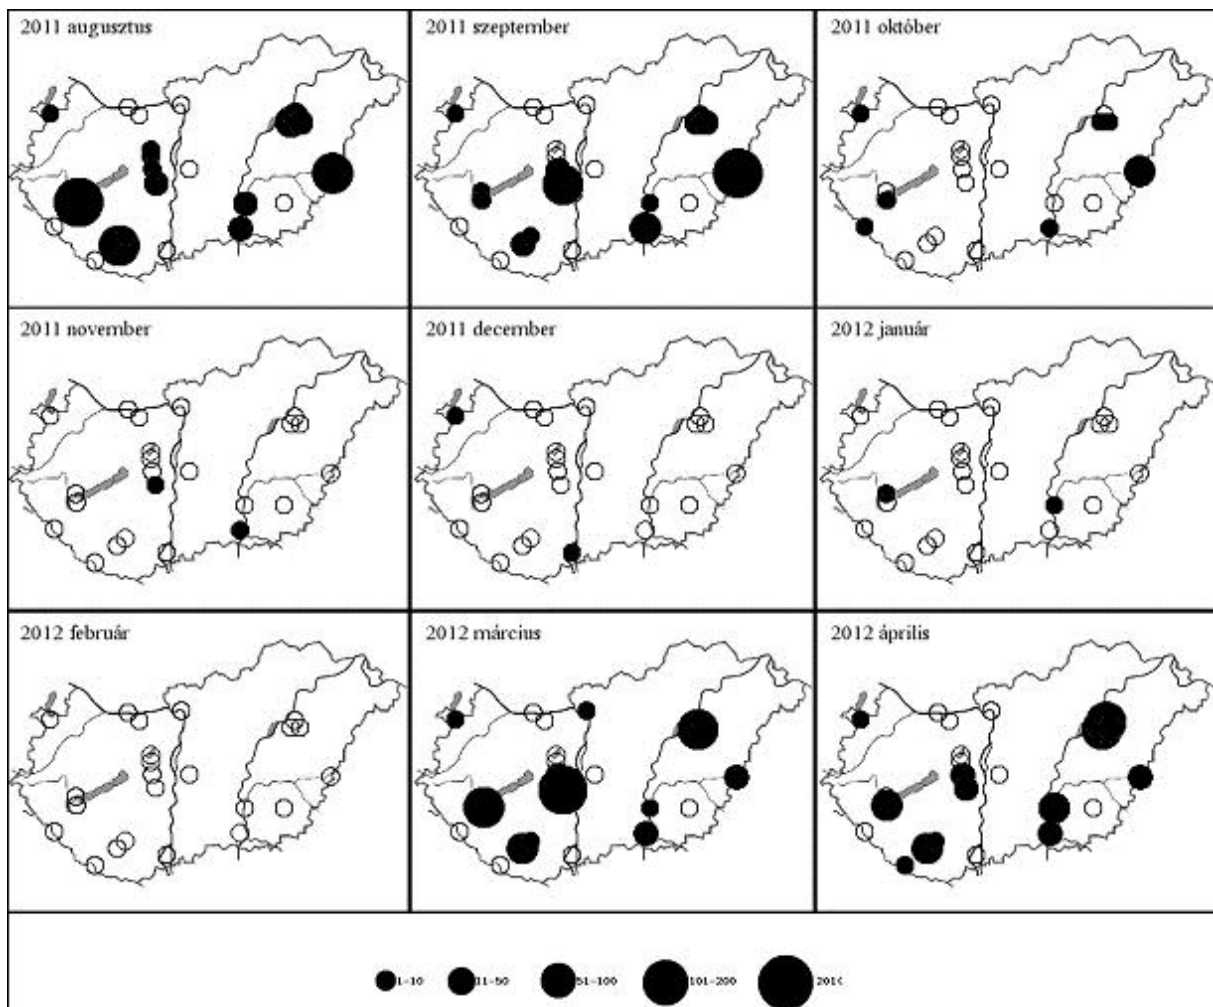 2011 augusztus
2011 szeptember
2011 október
2011 november
2011 december
2012 január
2012 február
2012 március
2012 április
1-10
11-50
51-100
101-200